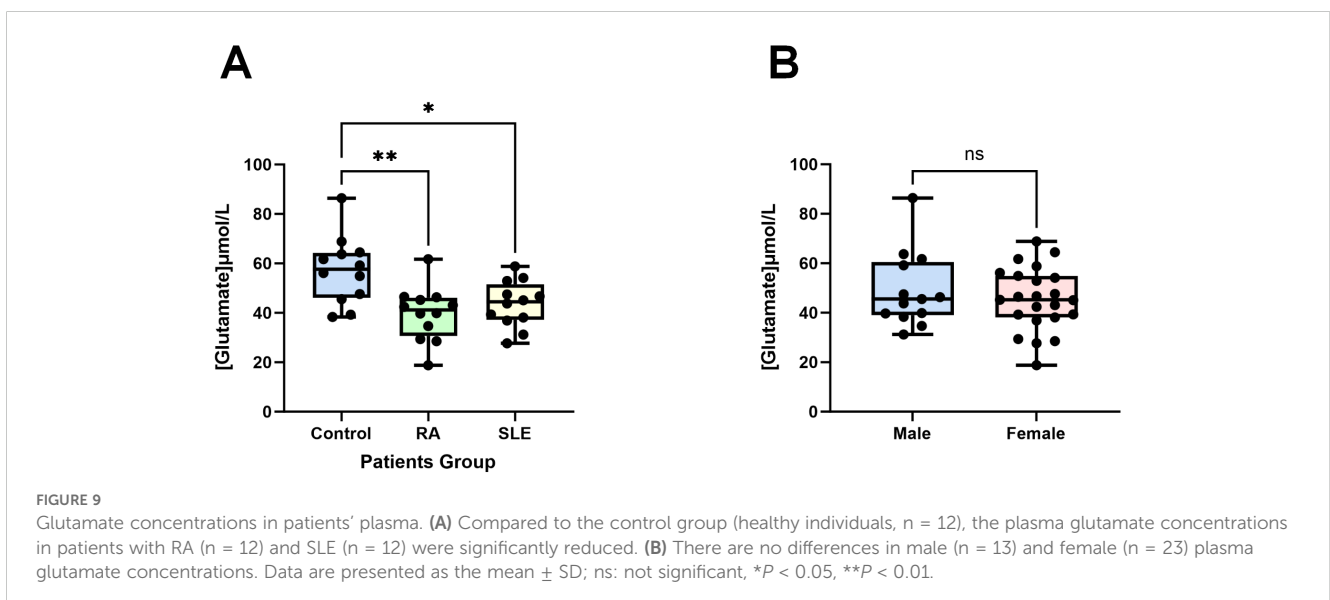 A
*
**
100
80
60
40
20
0
[Glutamate]µmol/L
Control RA SLE
Patients Group
B
ns
100
80
60
40
20
0
[Glutamate]µmol/L
Male Female
FIGURE 9
Glutamate concentrations in patients’ plasma. (A) Compared to the control group (healthy individuals, n = 12), the plasma glutamate concentrations
in patients with RA (n = 12) and SLE (n = 12) were significantly reduced. (B) There are no differences in male (n = 13) and female (n = 23) plasma
glutamate concentrations. Data are presented as the mean ± SD; ns: not significant, *P < 0.05, **P < 0.01.